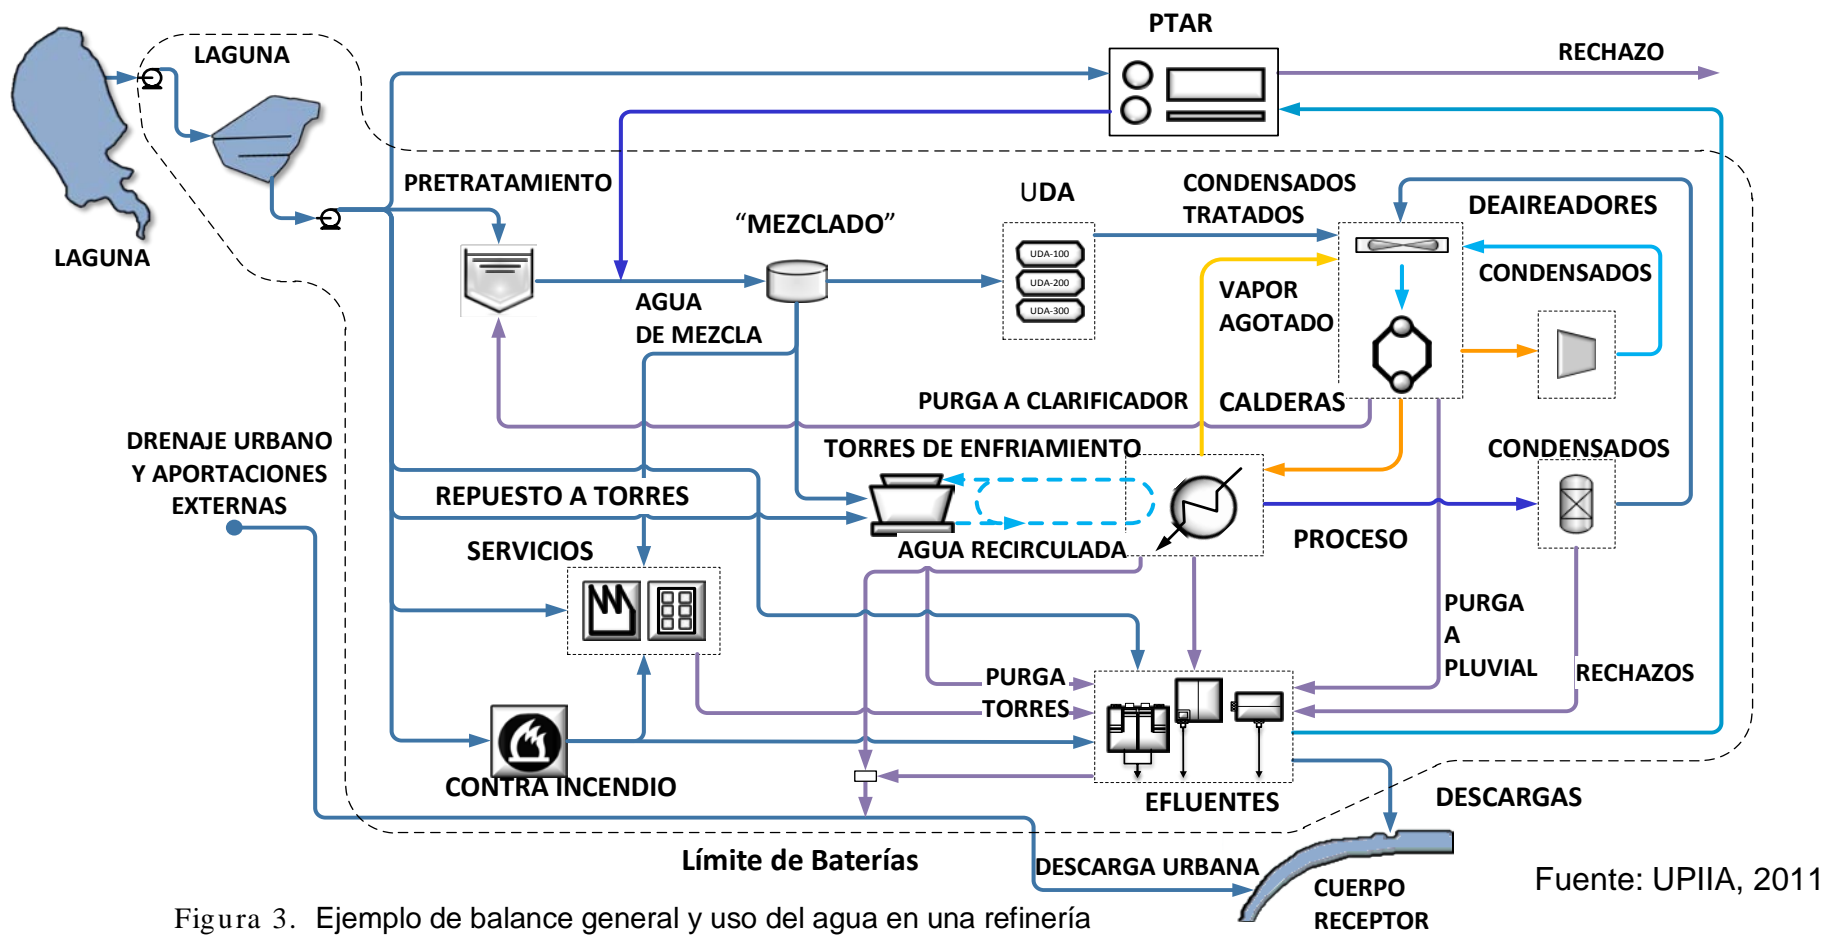 PTAR
RECHAZO
LAGUNA
LAGUNA
PRETRATAMIENTO
UDA
CONDENSADOS
TRATADOS
DEAIREADORES
“MEZCLADO”
UDA-100
UDA-200
UDA-300
CONDENSADOS
VAPOR
AGOTADO
AGUA
DE MEZCLA
PURGA A CLARIFICADOR
CALDERAS
DRENAJE URBANO
Y APORTACIONES
EXTERNAS
TORRES DE ENFRIAMIENTO
CONDENSADOS
REPUESTO A TORRES
SERVICIOS
AGUA RECIRCULADA
PROCESO
PURGA
A
PLUVIAL
RECHAZOS
PURGA
TORRES
CONTRA INCENDIO
EFLUENTES
DESCARGAS
Límite de Baterías
DESCARGA URBANA
CUERPO
RECEPTOR
Fuente: UPIIA, 2011
Figura 3. Ejemplo de balance general y uso del agua en una refinería